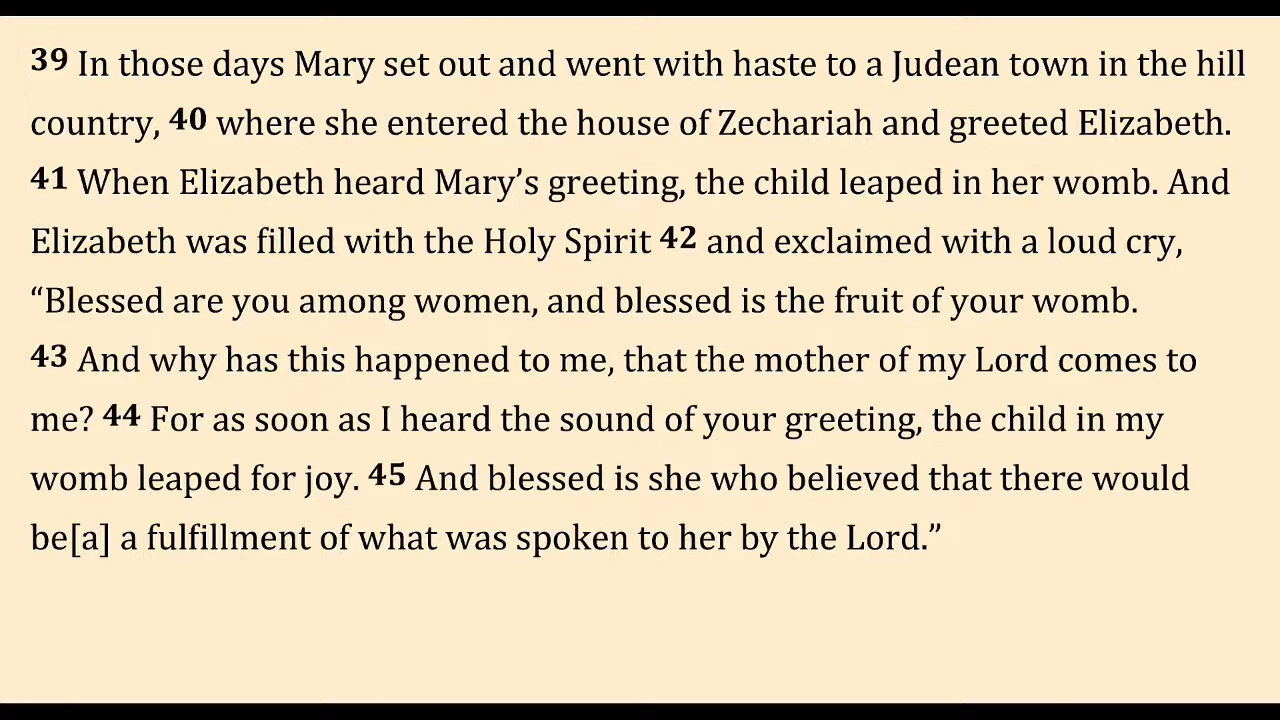 39 In those days Mary set out and went with haste to a Judean town in the hill
country, 40 where she entered the house of Zechariah and greeted Elizabeth.
41 When Elizabeth heard Mary’s greeting, the child leaped in her womb. And
Elizabeth was filled with the Holy Spirit 42 and exclaimed with a loud cry,
“Blessed are you among women, and blessed is the fruit of your womb.
43 And why has this happened to me, that the mother of my Lord comes to
me? 44 For as soon as I heard the sound of your greeting, the child in my
womb leaped for joy. 45 And blessed is she who believed that there would
be[a] a fulfillment of what was spoken to her by the Lord.”